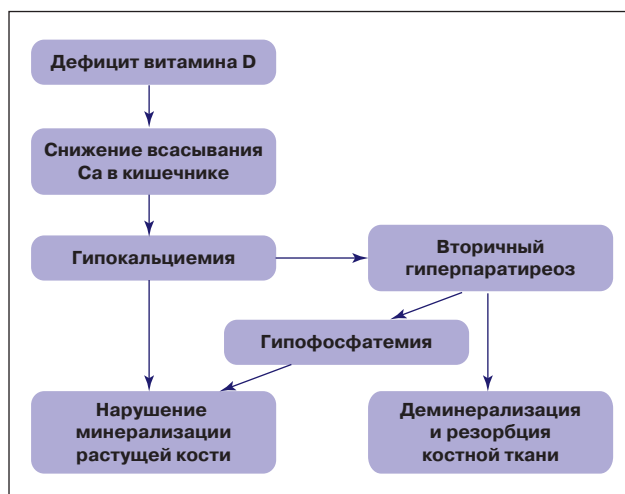 Дефицит витамина D
Снижение всасывания
Ca в кишечнике
Гипокальциемия
Вторичный
гиперпаратиреоз
Гипофосфатемия
Нарушение
минерализации
растущей кости
Деминерализация
и резорбция
костной ткани